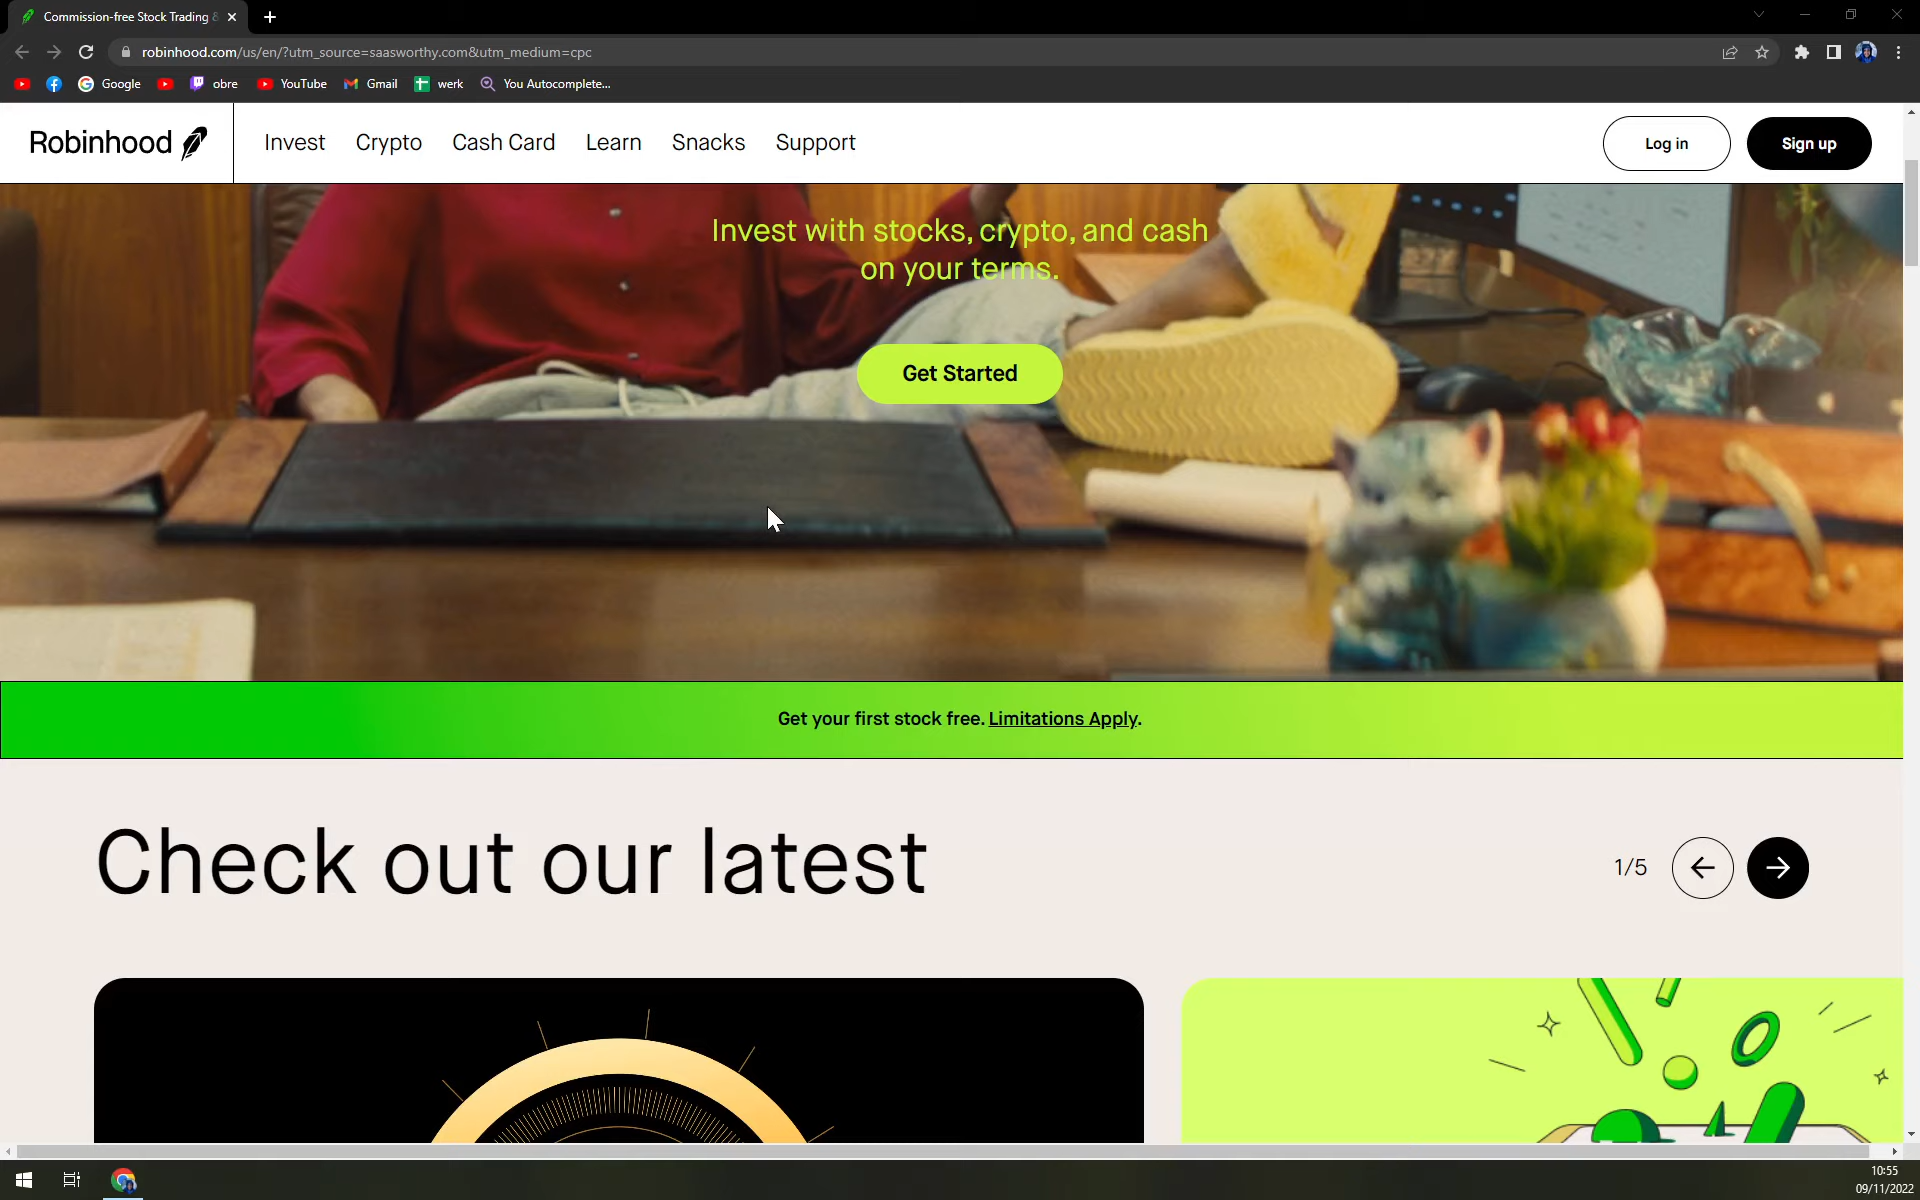 Commission-free Stock Trading &
robinhood.com/us/en/?utm_source=saasworthy.com&utm_medium=cpc
Google
obre
YouTube
Gmail
werk
You Autocomplete...
Robinhood
Invest
Crypto
Cash Card
Learn
Snacks
Support
Log in
Sign up
Invest with stocks, crypto, and cash
on your terms.
Get Started
Get your first stock free. Limitations Apply.
Check out our latest
1/5
10:55
09/11/2022